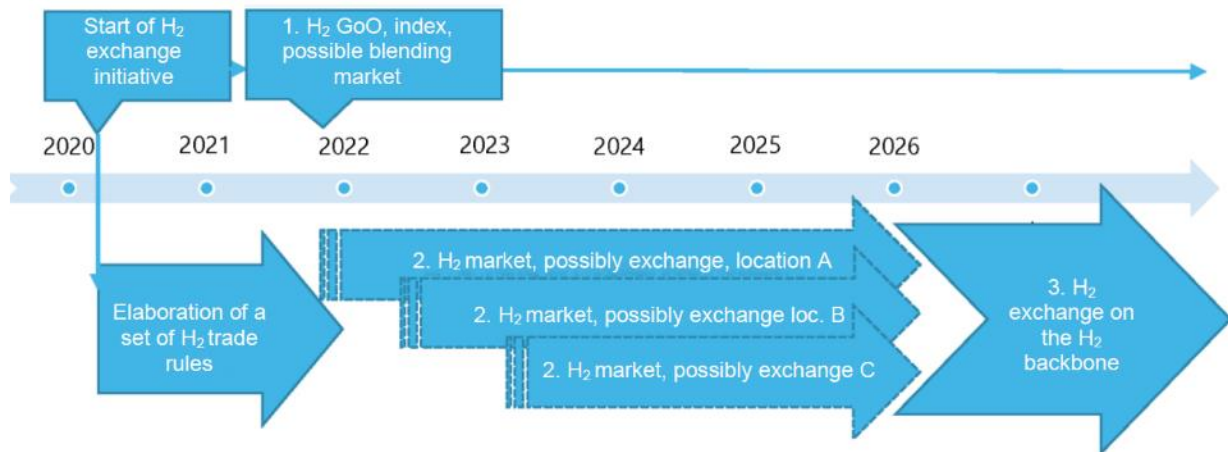 Start of H₂
exchange
initiative
1. H₂ GoO, index,
possible blending
market
2020
2021
2022
2023
2024
2025
2026
Elaboration of a
set of H₂ trade
rules
2. H₂ market, possibly exchange, location A
2. H₂ market, possibly exchange loc. B
2. H₂ market, possibly exchange C
3. H₂
exchange on
the H₂
backbone